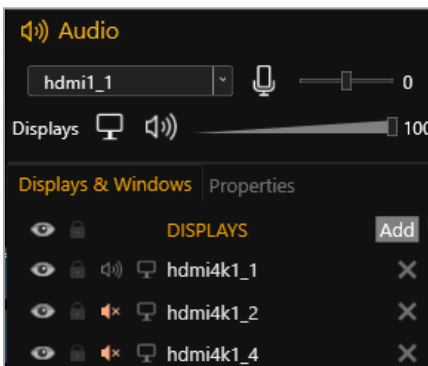 Audio
hdmi1_1 0
Displays 100
Displays & Windows Properties
DISPLAYS Add
hdmi4k1_1
hdmi4k1_2
hdmi4k1_4